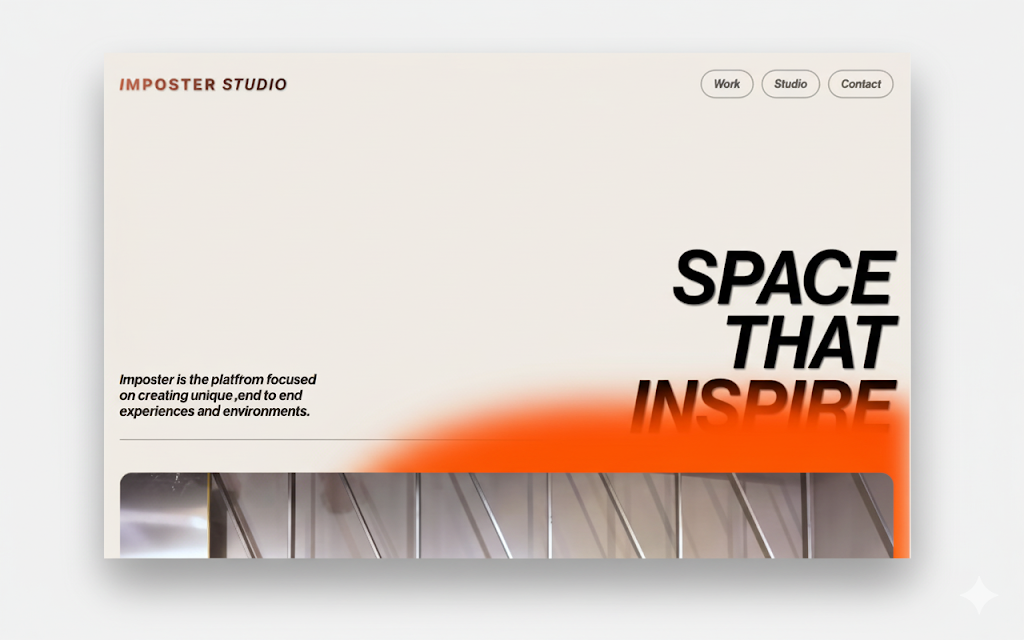 IMPOSTER STUDIO
Work
Studio
Contact
SPACE
THAT
INSPIRE
Imposter is the platfrom focused
on creating unique ,end to end
experiences and environments.